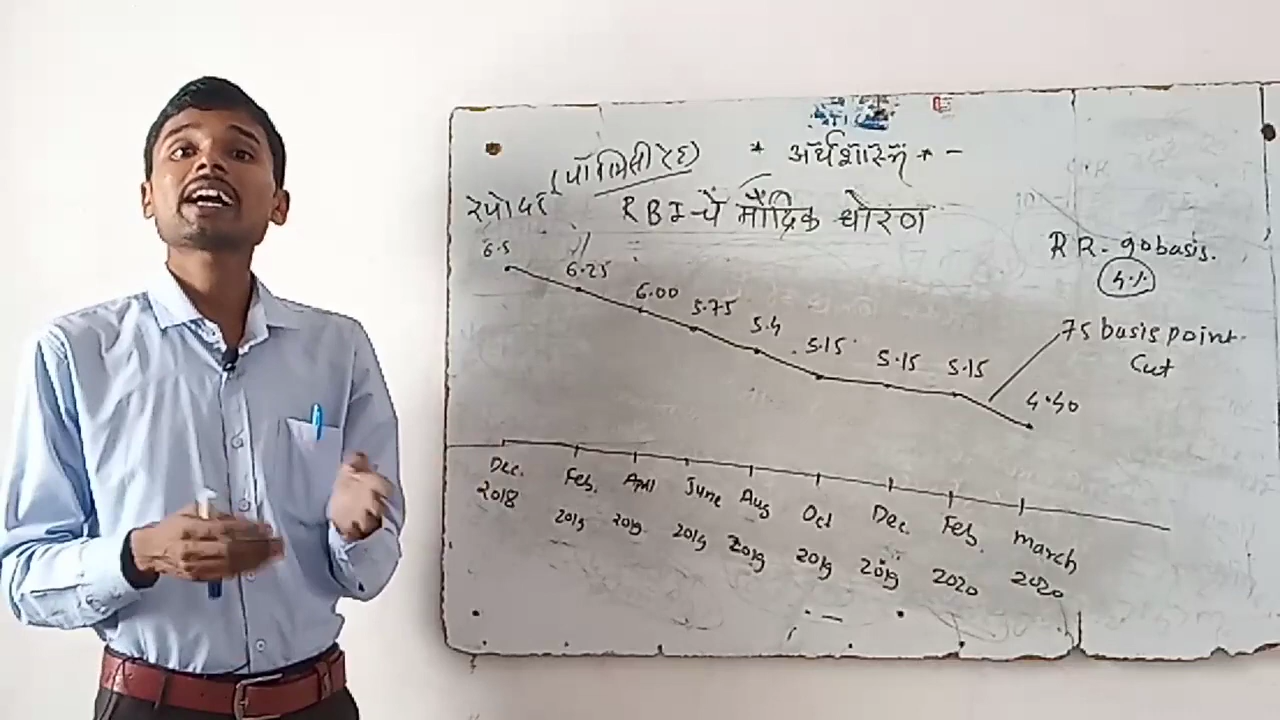 * अर्थशास्त्र * -
(पॉलिसी रेट)
रेपो दर
RBI चे मौद्रिक धोरण
RR - 90 basis.
4%
6.5
6.25
6.00
5.75
5.4
5.15
5.15
5.15
4.40
75 basis point
Cut
Dec. 2018
Feb. 2019
April 2019
June 2019
Aug 2019
Oct 2019
Dec. 2019
Feb. 2020
march 2020